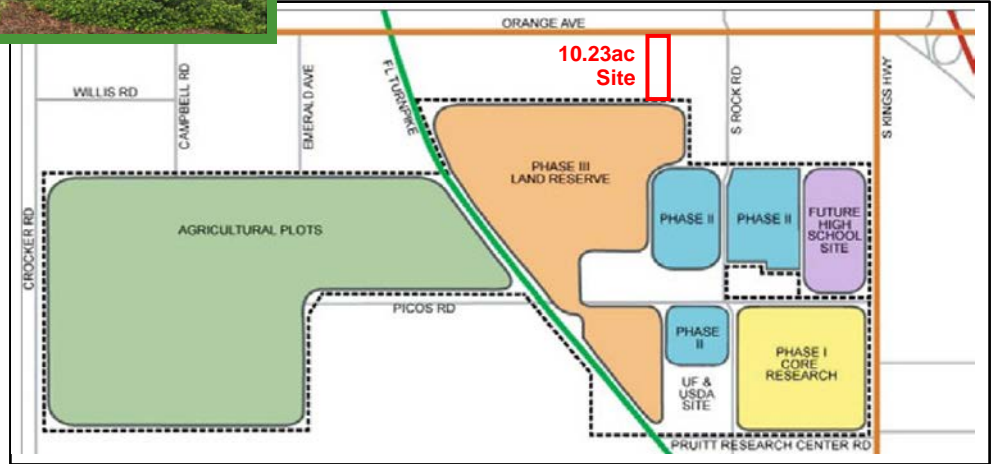 ORANGE AVE
10.23ac
Site
WILLIS RD
CAMPBELL RD
EMERALD AVE
FL TURNPIKE
S ROCK RD
S KINGS HWY
CROCKER RD
PHASE III
LAND RESERVE
AGRICULTURAL PLOTS
PHASE II
PHASE II
FUTURE
HIGH
SCHOOL
SITE
PICOS RD
PHASE
II
UF &
USDA
SITE
PHASE I
CORE
RESEARCH
PRUITT RESEARCH CENTER RD